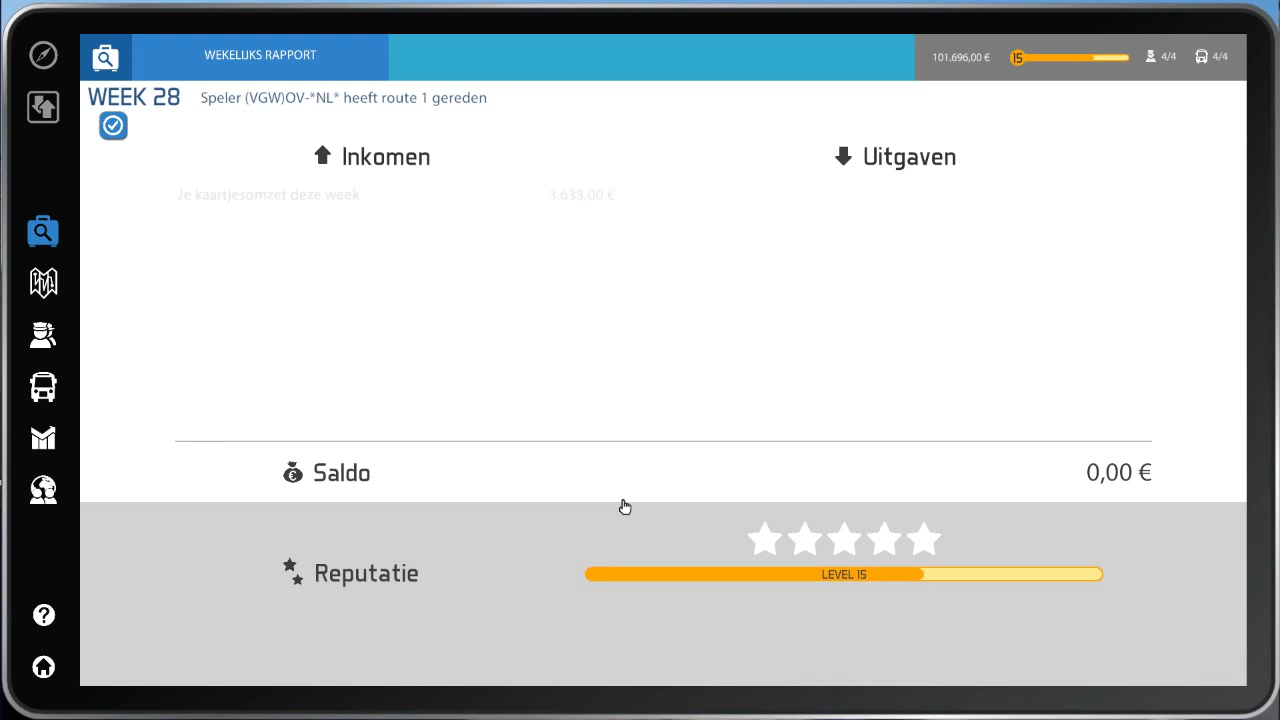 WEKELIJKS RAPPORT
101.696,00 €
15
4/4
4/4
WEEK 28
Speler (VGW)OV-*NL* heeft route 1 gereden
Inkomen
Uitgaven
Je kaartjesomzet deze week
3.633,00 €
Saldo
0,00 €
Reputatie
LEVEL 15